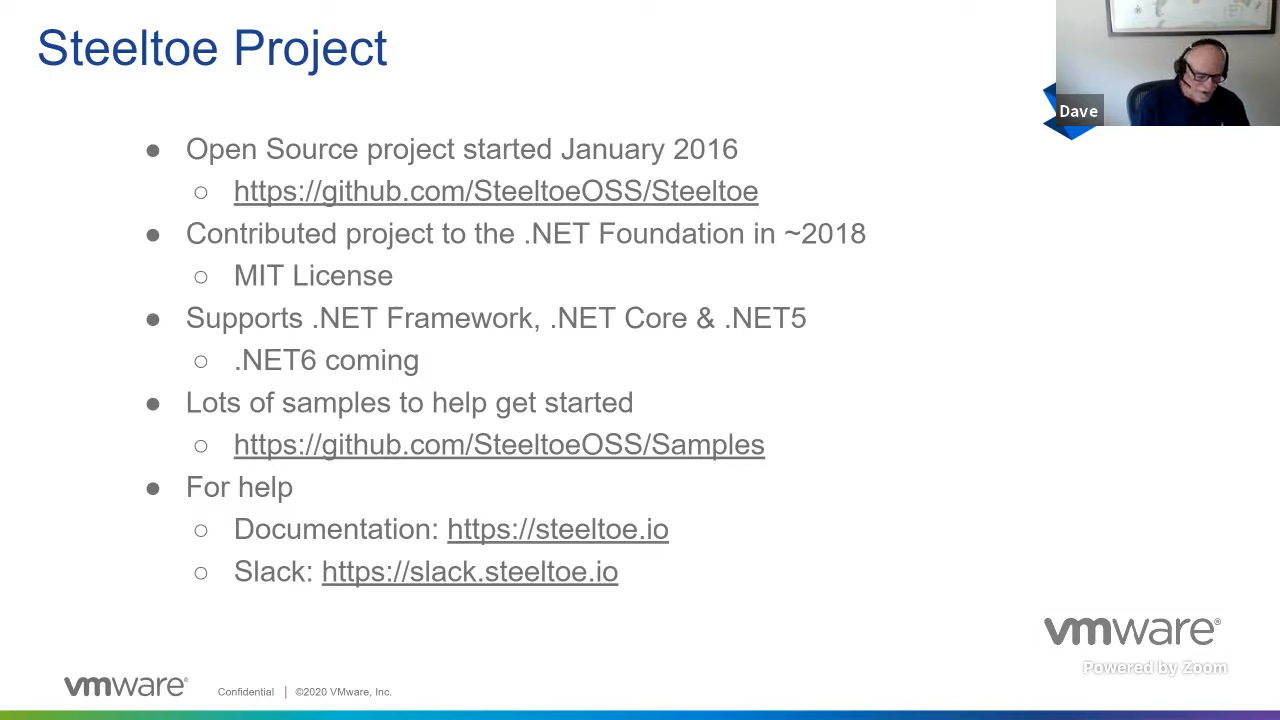 Steeltoe Project
Dave
● Open Source project started January 2016
○ https://github.com/SteeltoeOSS/Steeltoe
● Contributed project to the .NET Foundation in ~2018
○ MIT License
● Supports .NET Framework, .NET Core & .NET5
○ .NET6 coming
● Lots of samples to help get started
○ https://github.com/SteeltoeOSS/Samples
● For help
○ Documentation: https://steeltoe.io
○ Slack: https://slack.steeltoe.io
vmware®
Powered by Zoom
vmware® Confidential | ©2020 VMware, Inc.